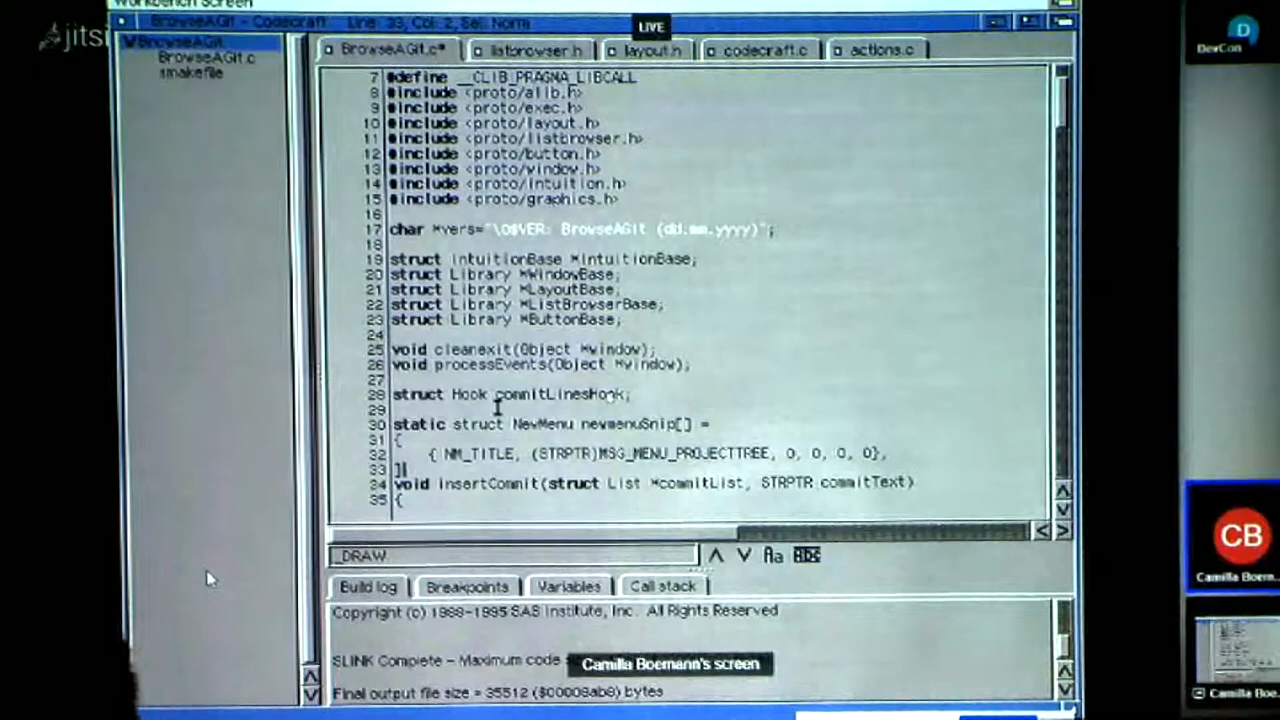 Workbench Screen
BrowseAGit - Codecraft Line: 33, Col: 2, Sel: Norm
LIVE
jitsi
BrowseAGit
BrowseAGit.c
smakefile
BrowseAGit.c*
listbrowser.h
layout.h
codecraft.c
actions.c
7 #define __CLIB_PRAGMA_LIBCALL
8 #include <proto/alib.h>
9 #include <proto/exec.h>
10 #include <proto/layout.h>
11 #include <proto/listbrowser.h>
12 #include <proto/button.h>
13 #include <proto/window.h>
14 #include <proto/intuition.h>
15 #include <proto/graphics.h>
16
17 char *vers="\0$VER: BrowseAGit (dd.mm.yyyy)";
18
19 struct IntuitionBase *IntuitionBase;
20 struct Library *WindowBase;
21 struct Library *LayoutBase;
22 struct Library *ListBrowserBase;
23 struct Library *ButtonBase;
24
25 void cleanexit(Object *window);
26 void processEvents(Object *window);
27
28 struct Hook commitLinesHook;
29
30 static struct NewMenu newmenuSnip[] =
31 {
32 { NM_TITLE, (STRPTR)MSG_MENU_PROJECTTREE, 0, 0, 0, 0},
33 }
34 void insertCommit(struct List *commitList, STRPTR commitText)
35 {
_DRAW
Aa
Abc
Build log
Breakpoints
Variables
Call stack
Copyright (c) 1988-1995 SAS Institute, Inc. All Rights Reserved
SLINK Complete - Maximum code
Camilla Boemann's screen
Final output file size = 35512 ($00008ab8) bytes
D
DevCon
CB
Camilla Boem...
Camilla Boe...